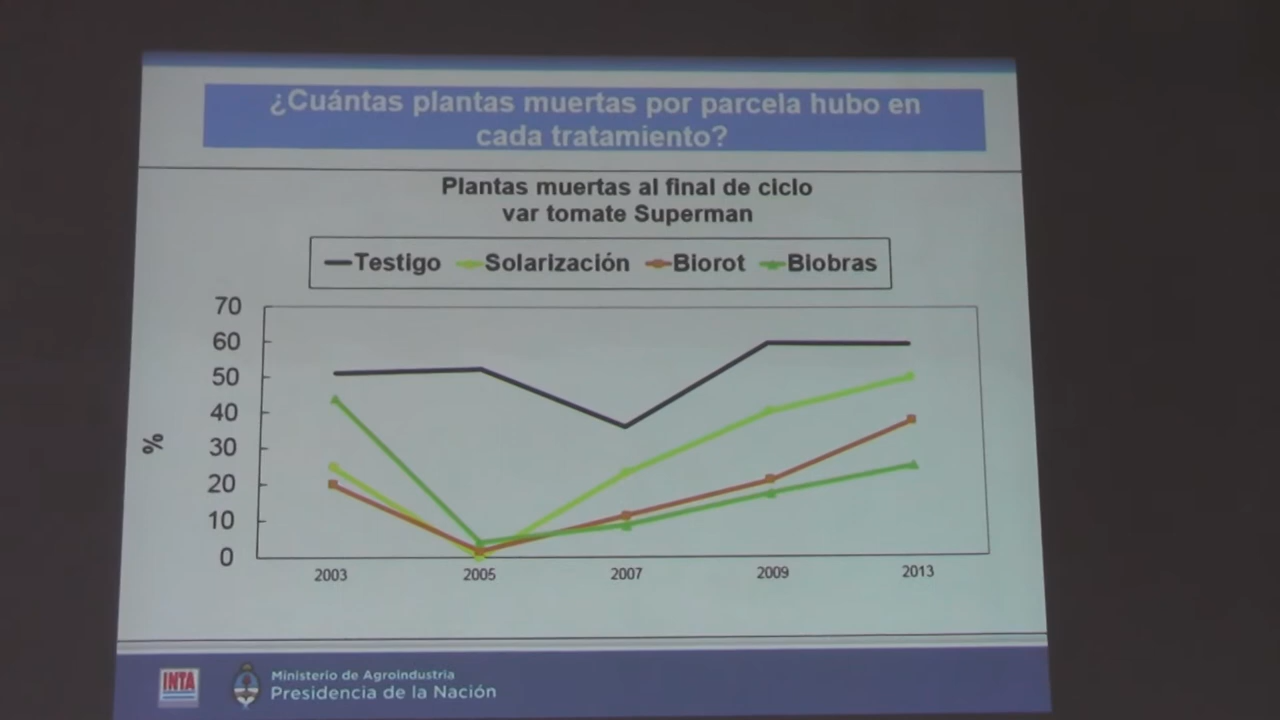 ¿Cuántas plantas muertas por parcela hubo en
cada tratamiento?
Plantas muertas al final de ciclo
var tomate Superman
Testigo Solarización Biorot Biobras
70
60
50
40
30
20
10
0
%
2003 2005 2007 2009 2013
INTA
Ministerio de Agroindustria
Presidencia de la Nación